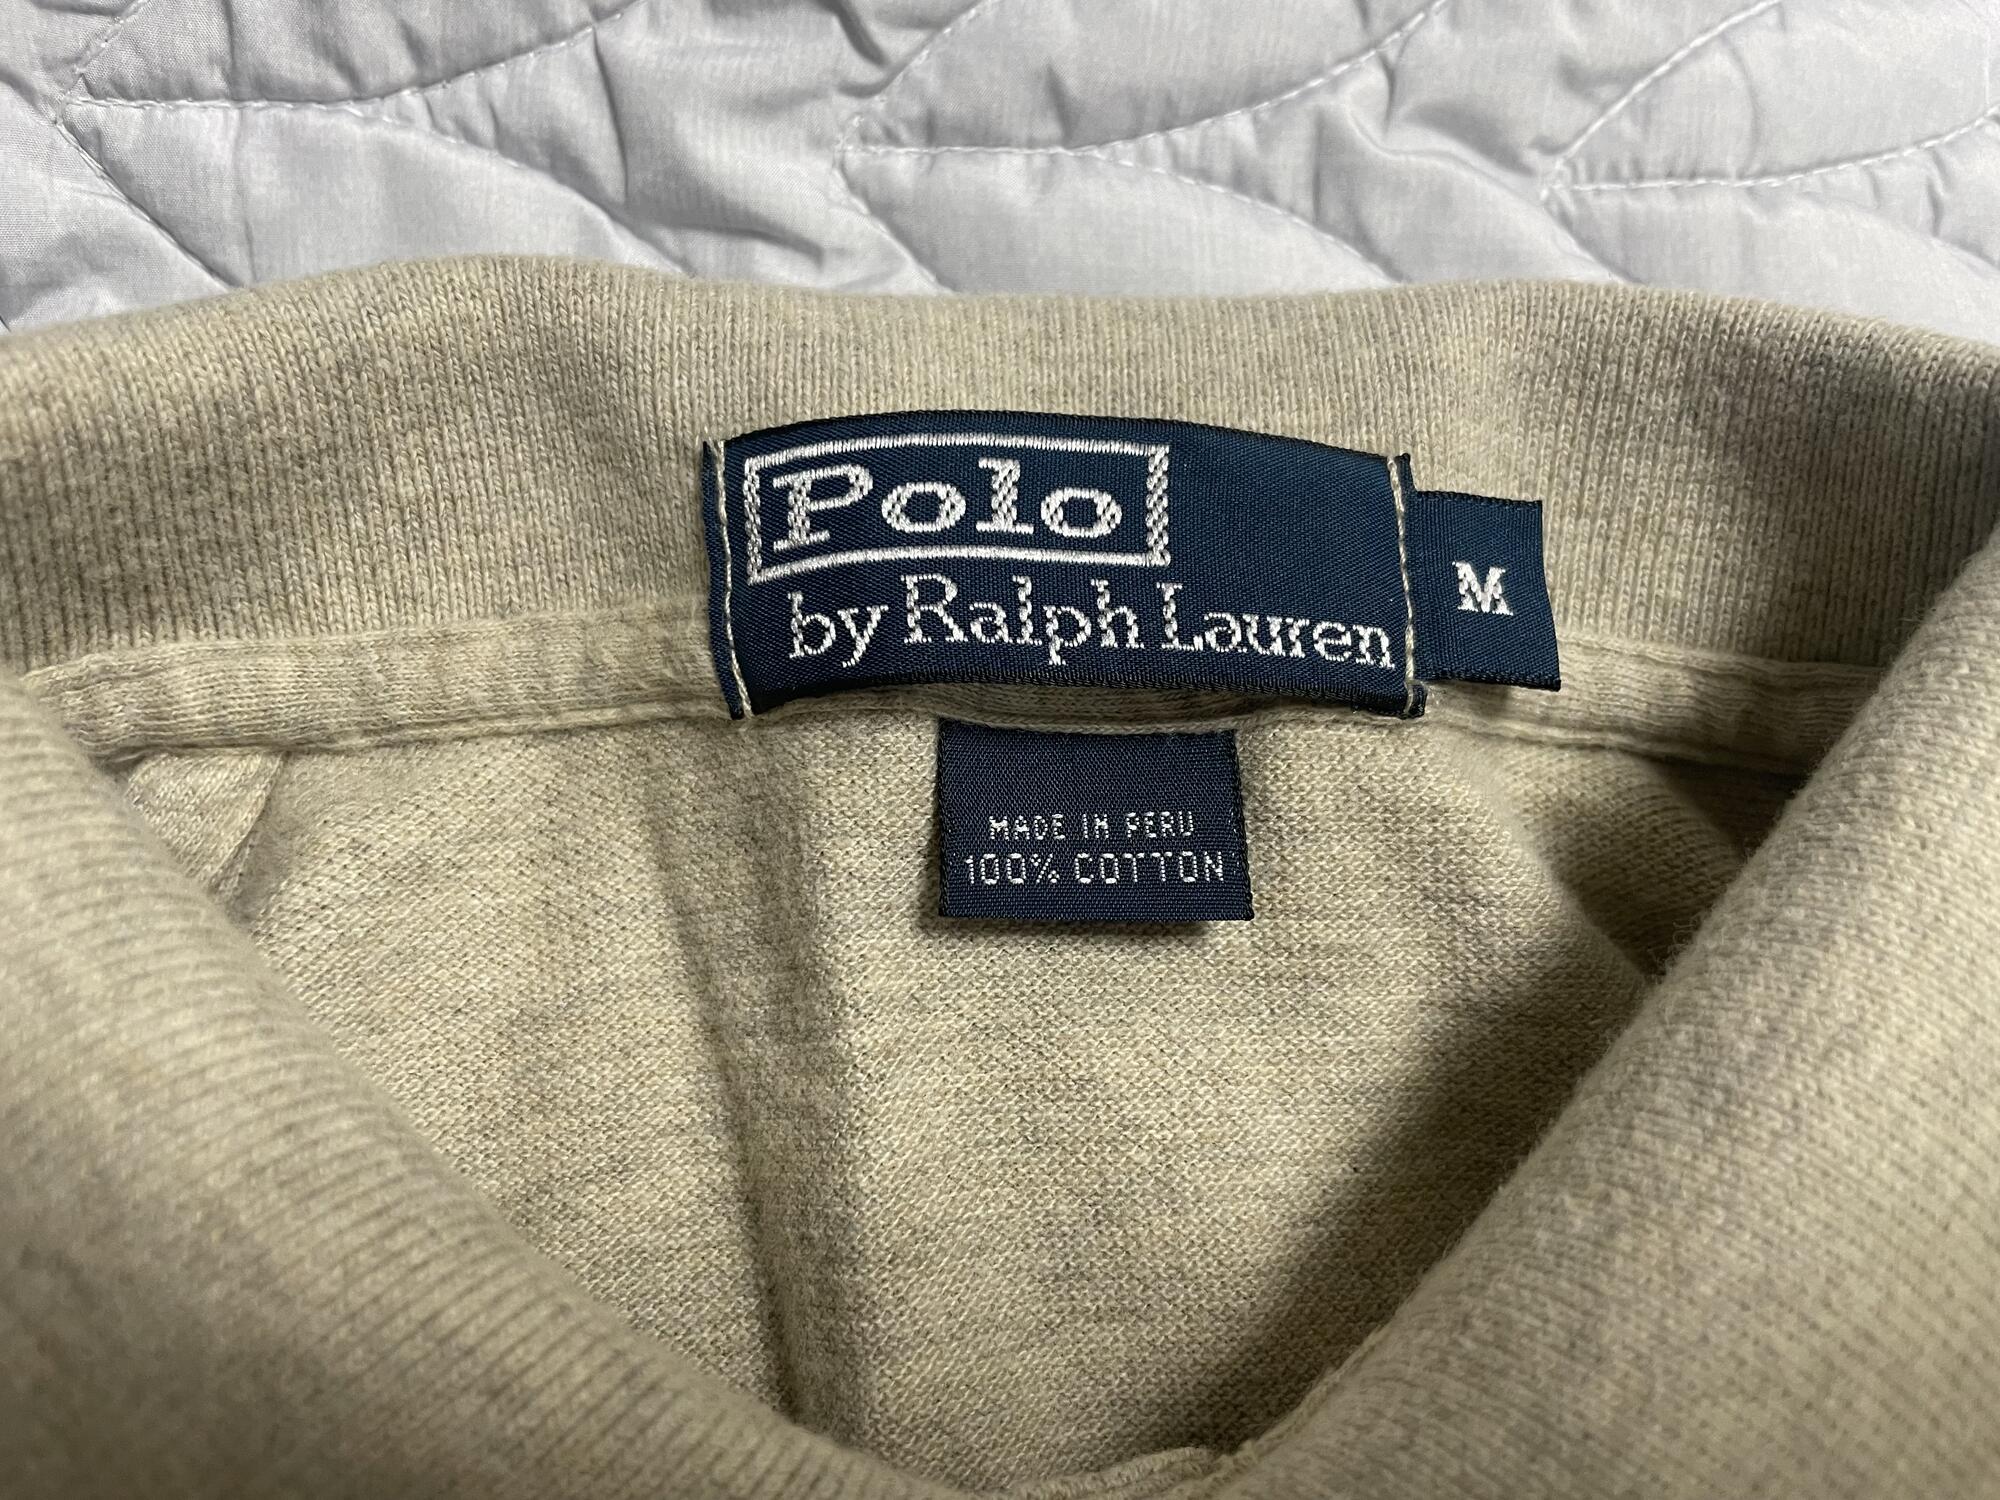 Polo
by Ralph Lauren
M
MADE IN PERU
100% COTTON